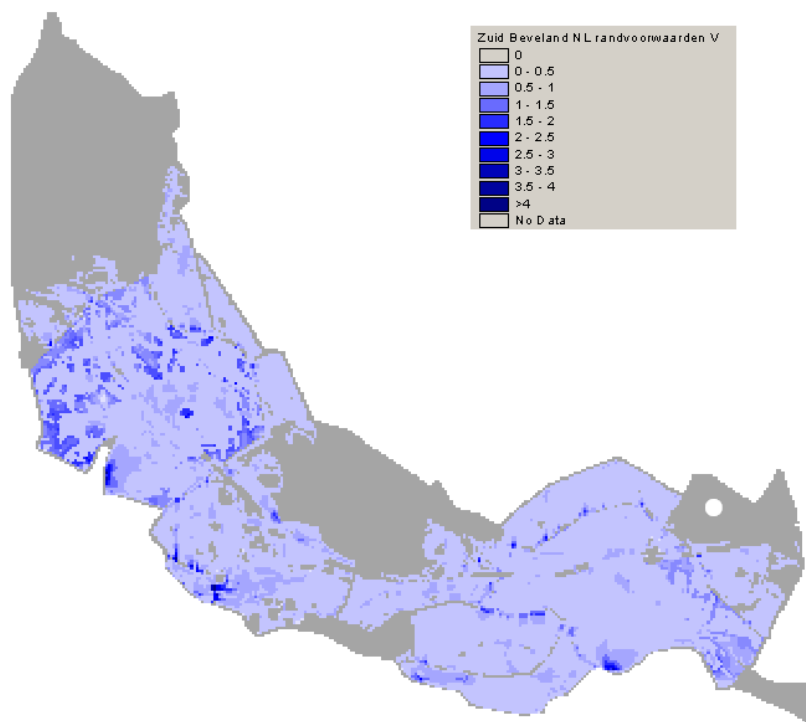 Zuid Beveland NL randvoorwaarden V
0
0 - 0.5
0.5 - 1
1 - 1.5
1.5 - 2
2 - 2.5
2.5 - 3
3 - 3.5
3.5 - 4
>4
No Data